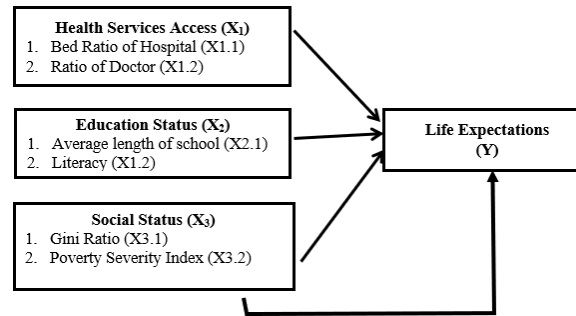 Health Services Access (X₁)
1. Bed Ratio of Hospital (X1.1)
2. Ratio of Doctor (X1.2)
Education Status (X₂)
1. Average length of school (X2.1)
2. Literacy (X1.2)
Social Status (X₃)
1. Gini Ratio (X3.1)
2. Poverty Severity Index (X3.2)
Life Expectations
(Y)